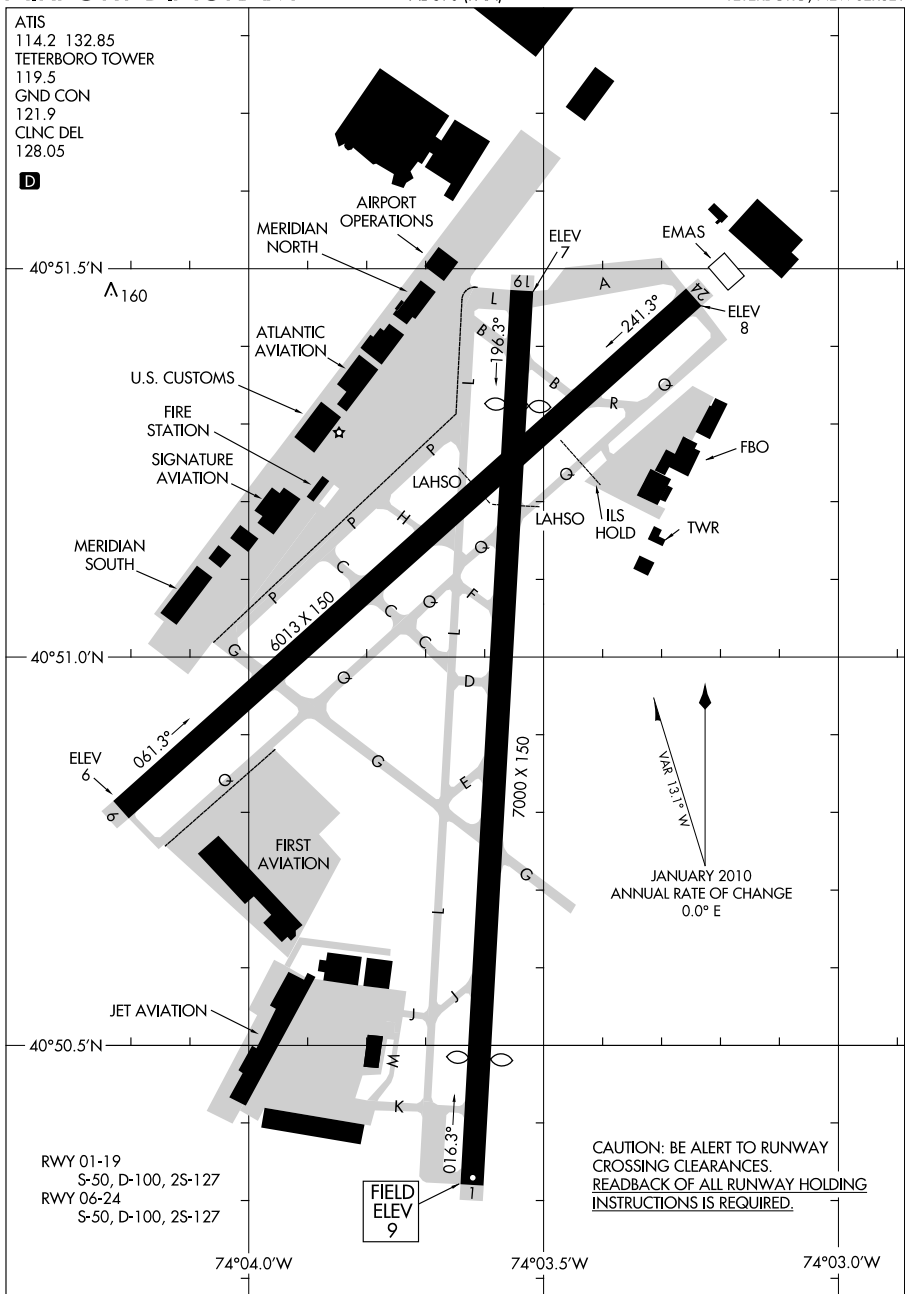 ATIS
114.2 132.85
TETERBORO TOWER
119.5
GND CON
121.9
CLNC DEL
128.05
D
AIRPORT
OPERATIONS
MERIDIAN
NORTH
ELEV
7
EMAS
40°51.5'N
160
19
L
A
24
ELEV
8
ATLANTIC
AVIATION
196.3°
241.3°
B
U.S. CUSTOMS
L
B
Q
R
FIRE
STATION
P
FBO
SIGNATURE
AVIATION
LAHSO
Q
P
H
LAHSO
ILS
HOLD
TWR
MERIDIAN
SOUTH
Q
C
P
F
Q
C
6013 X 150
L
C
G
40°51.0'N
Q
D
061.3°
ELEV
6
G
E
7000 X 150
VAR 13.1° W
Q
6
FIRST
AVIATION
G
JANUARY 2010
ANNUAL RATE OF CHANGE
0.0° E
L
J
JET AVIATION
J
40°50.5'N
M
K
016.3°
RWY 01-19
S-50, D-100, 2S-127
RWY 06-24
S-50, D-100, 2S-127
FIELD
ELEV
9
1
CAUTION: BE ALERT TO RUNWAY
CROSSING CLEARANCES.
READBACK OF ALL RUNWAY HOLDING
INSTRUCTIONS IS REQUIRED.
74°04.0'W
74°03.5'W
74°03.0'W